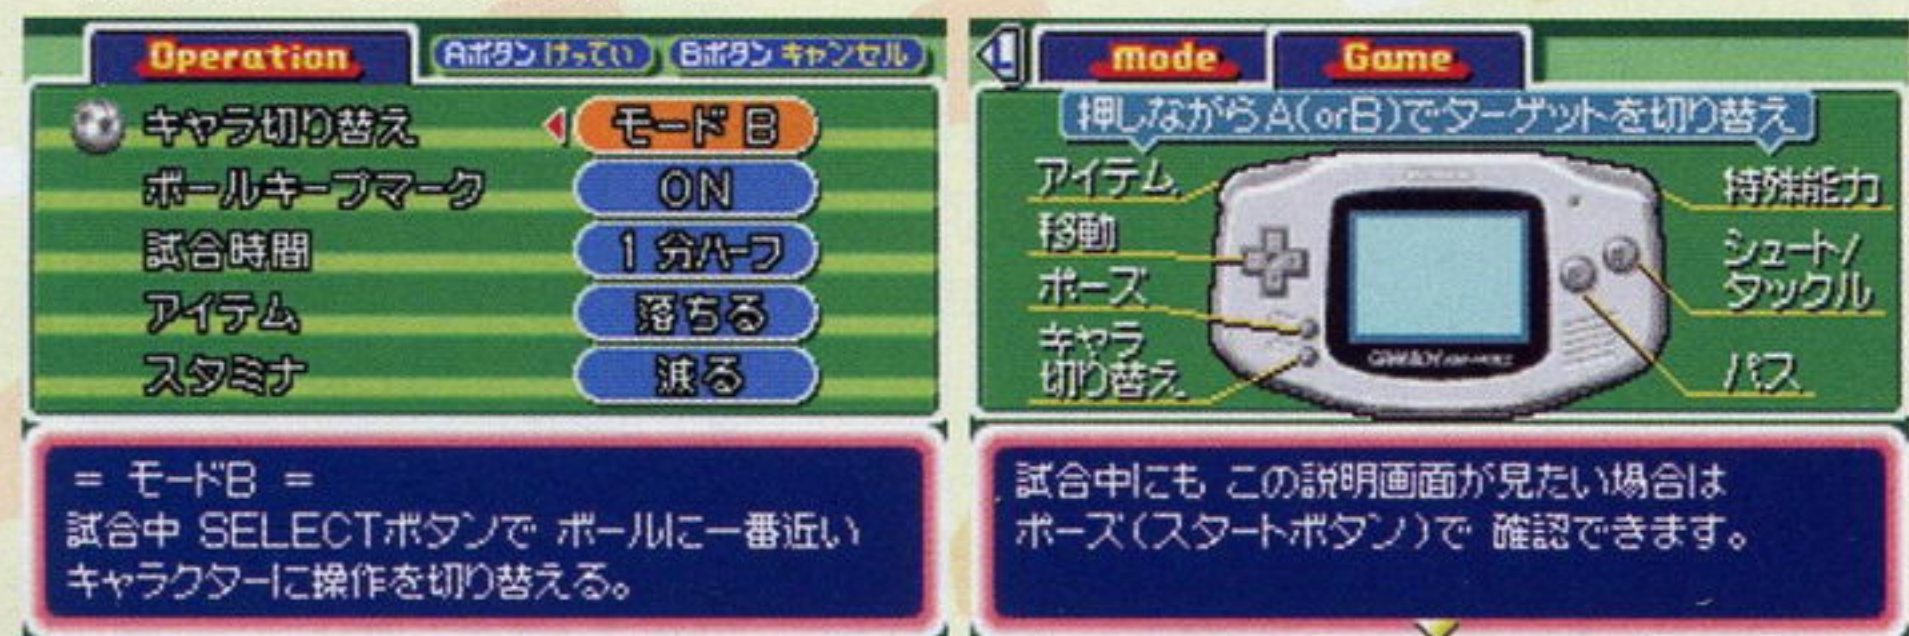 Operation
Aボタン けってい Bボタン キャンセル
キャラ切り替え モード B
ボールキープマーク ON
試合時間 1 分ハーフ
アイテム 落ちる
スタミナ 減る
= モードB =
試合中 SELECTボタンで ボールに一番近い
キャラクターに操作を切り替える。
L
mode Game
押しながらA(orB)でターゲットを切り替え
アイテム
移動
ポーズ
キャラ
切り替え
特殊能力
シュート/
タックル
パス
GAME BOY ADVANCE
試合中にも この説明画面が見たい場合は
ポーズ(スタートボタン)で 確認できます。